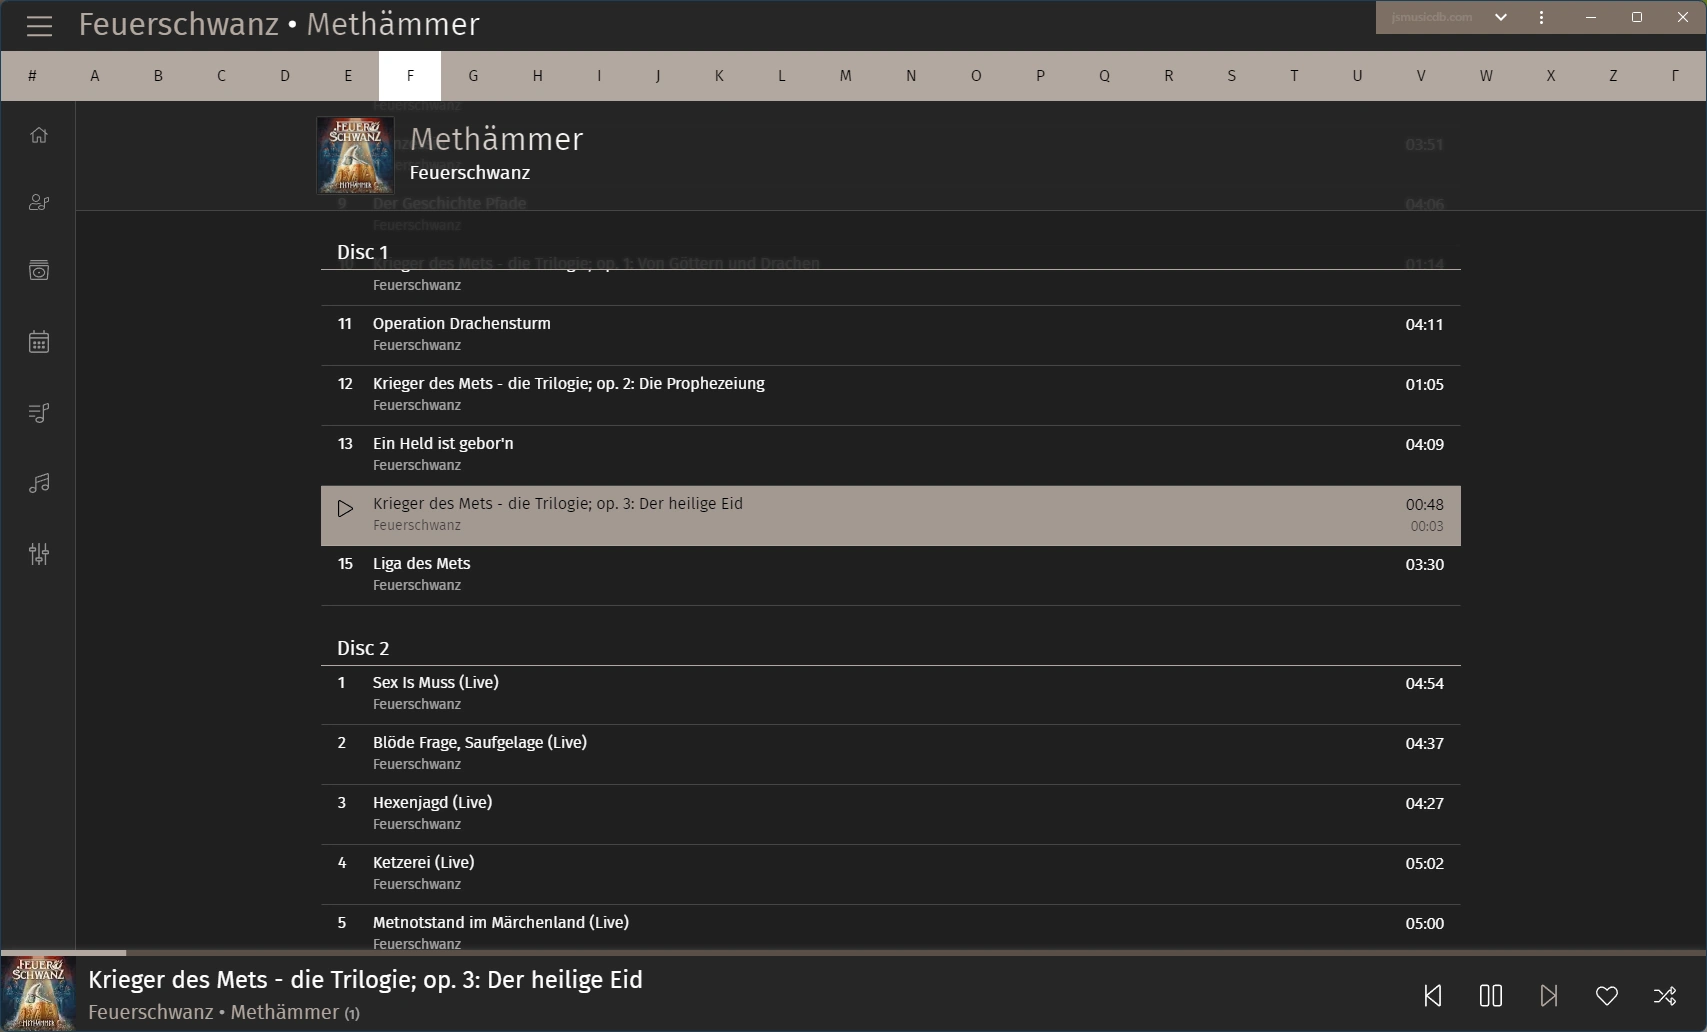 Feuerschwanz • Methämmer
jsmusicdb.com
# A B C D E F G H I J K L M N O P Q R S T U V W X Z Γ
Feuerschwanz
FEUER
SCHWANZ
METHÄMMER
Methämmer
Feuerschwanz
03:51
9 Der Geschichte Pfade 04:06
Feuerschwanz
Disc 1
10 Krieger des Mets - die Trilogie; op. 1: Von Göttern und Drachen 01:14
Feuerschwanz
11 Operation Drachensturm 04:11
Feuerschwanz
12 Krieger des Mets - die Trilogie; op. 2: Die Prophezeiung 01:05
Feuerschwanz
13 Ein Held ist gebor'n 04:09
Feuerschwanz
Krieger des Mets - die Trilogie; op. 3: Der heilige Eid 00:48
Feuerschwanz 00:03
15 Liga des Mets 03:30
Feuerschwanz
Disc 2
1 Sex Is Muss (Live) 04:54
Feuerschwanz
2 Blöde Frage, Saufgelage (Live) 04:37
Feuerschwanz
3 Hexenjagd (Live) 04:27
Feuerschwanz
4 Ketzerei (Live) 05:02
Feuerschwanz
5 Metnotstand im Märchenland (Live) 05:00
Feuerschwanz
FEUER
SCHWANZ
METHÄMMER
Krieger des Mets - die Trilogie; op. 3: Der heilige Eid
Feuerschwanz • Methämmer (1)